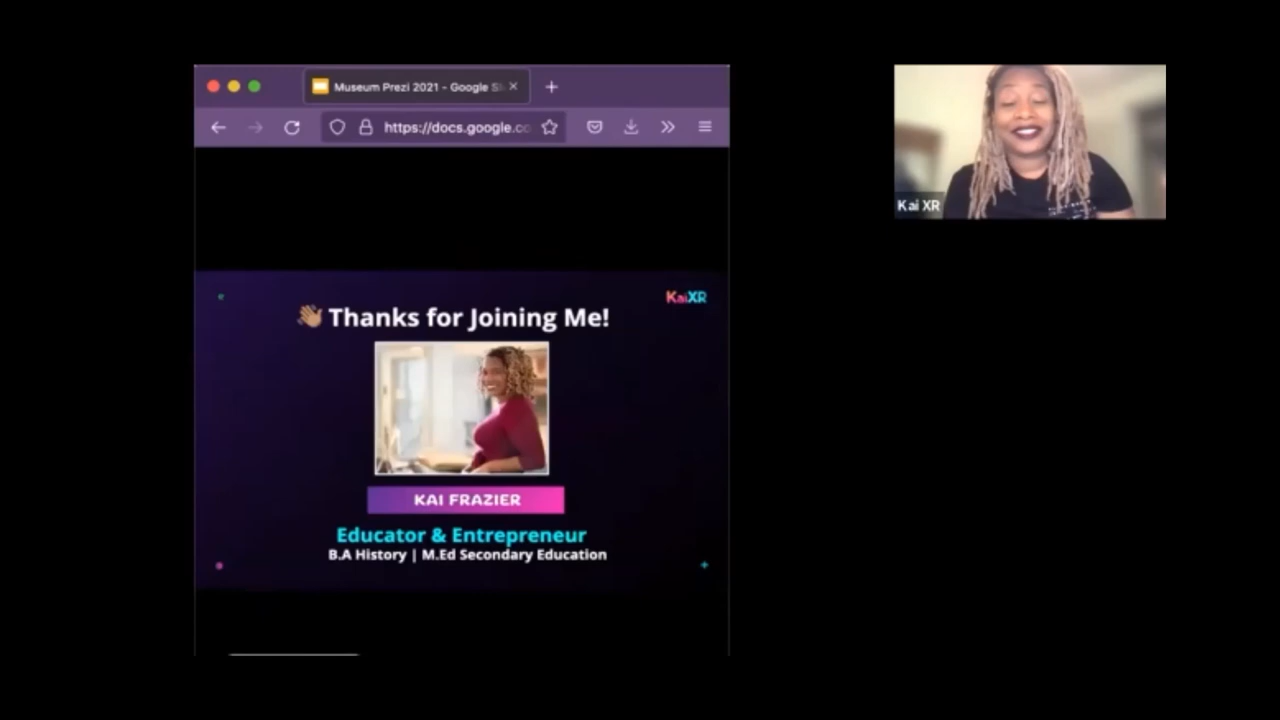 Museum Prezi 2021 - Google Sl
https://docs.google.co
KaiXR
Thanks for Joining Me!
KAI FRAZIER
Educator & Entrepreneur
B.A History | M.Ed Secondary Education
Kai XR